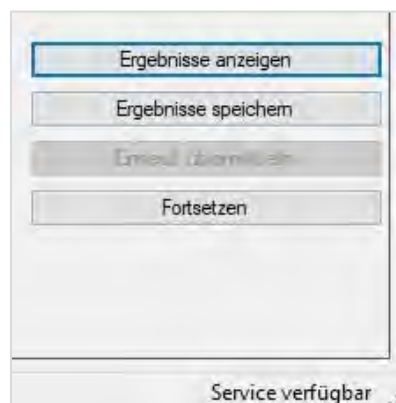 Ergebnisse anzeigen
Ergebnisse speichern
Fortsetzen
Service verfügbar